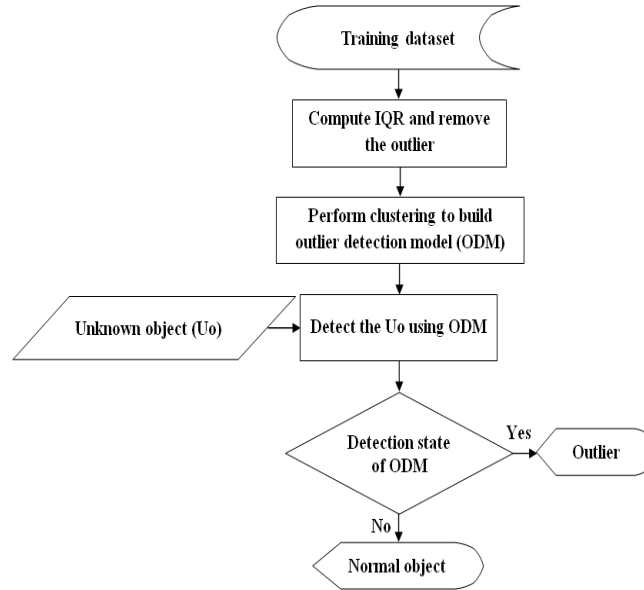 Training dataset
Compute IQR and remove
the outlier
Perform clustering to build
outlier detection model (ODM)
Unknown object (Uo)
Detect the Uo using ODM
Detection state
of ODM
Yes
Outlier
No
Normal object